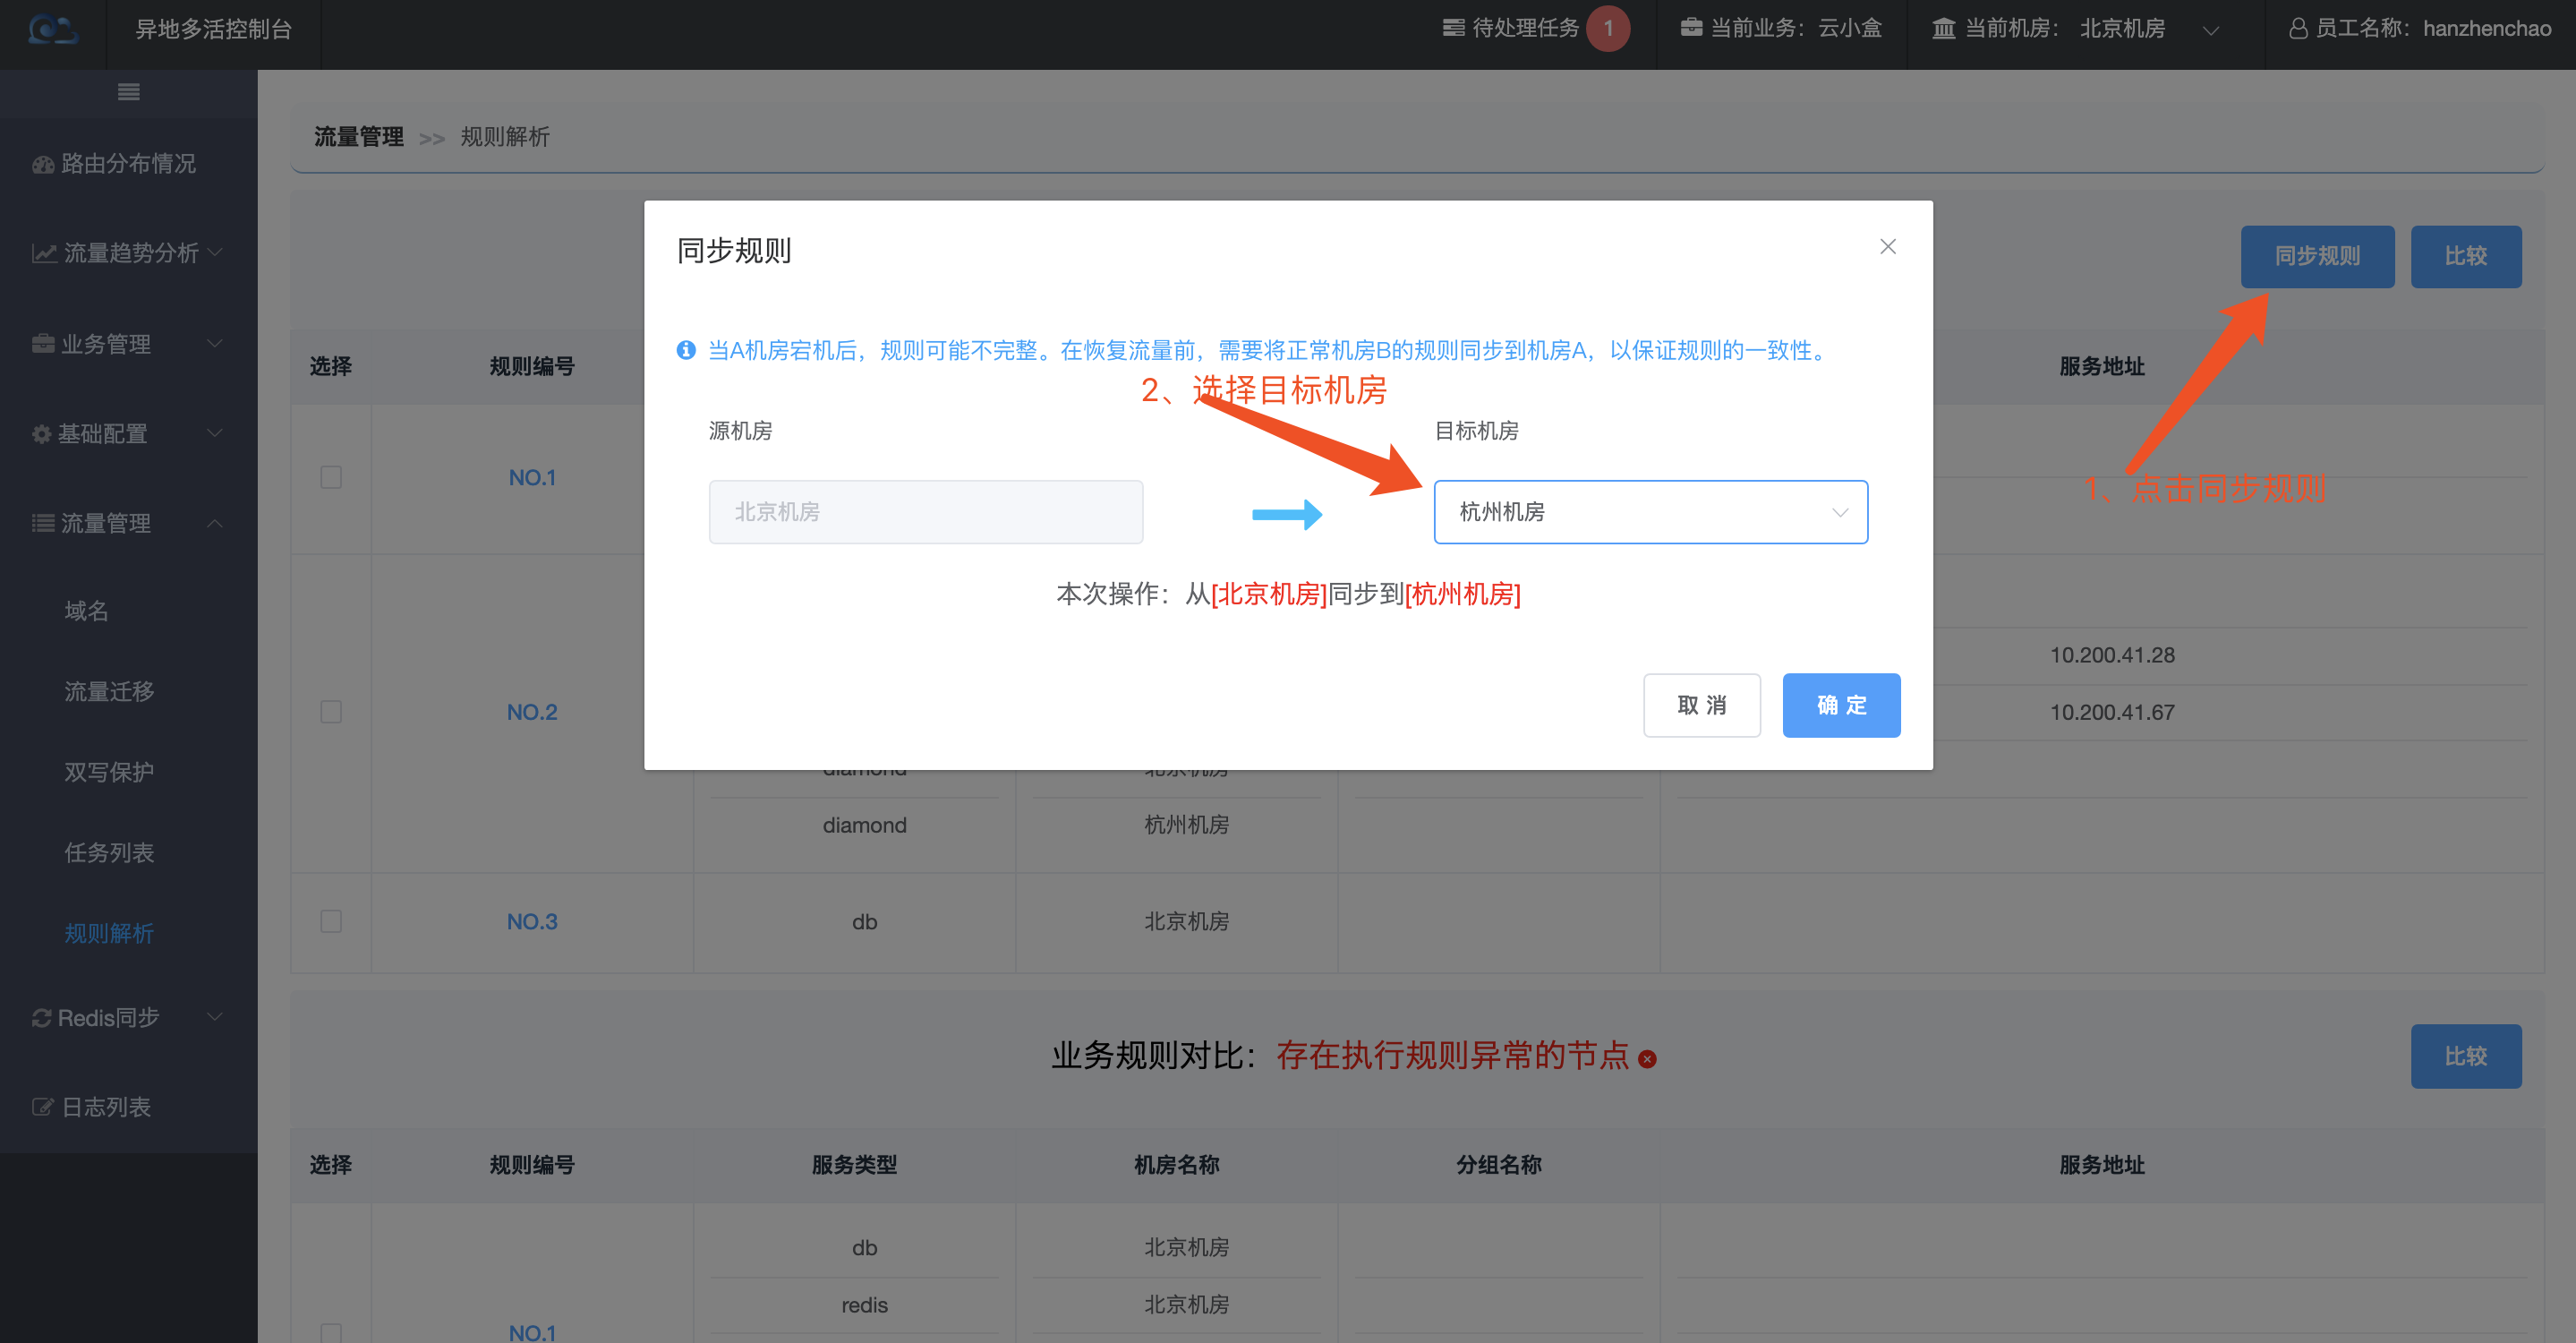 异地多活控制台
待处理任务 1
当前业务：云小盒
当前机房： 北京机房
员工名称：hanzhenchao
路由分布情况
流量趋势分析
业务管理
基础配置
流量管理
域名
流量迁移
双写保护
任务列表
规则解析
Redis同步
日志列表
流量管理 >> 规则解析
同步规则 比较
1、点击同步规则
同步规则
当A机房宕机后，规则可能不完整。在恢复流量前，需要将正常机房B的规则同步到机房A，以保证规则的一致性。
2、选择目标机房
源机房 目标机房
北京机房 杭州机房
本次操作：从[北京机房]同步到[杭州机房]
取 消 确 定
选择 规则编号 服务地址
NO.1
10.200.41.28
NO.2 10.200.41.67
diamond 北京机房
diamond 杭州机房
NO.3 db 北京机房
业务规则对比：存在执行规则异常的节点
比较
选择 规则编号 服务类型 机房名称 分组名称 服务地址
db 北京机房
redis 北京机房
NO.1